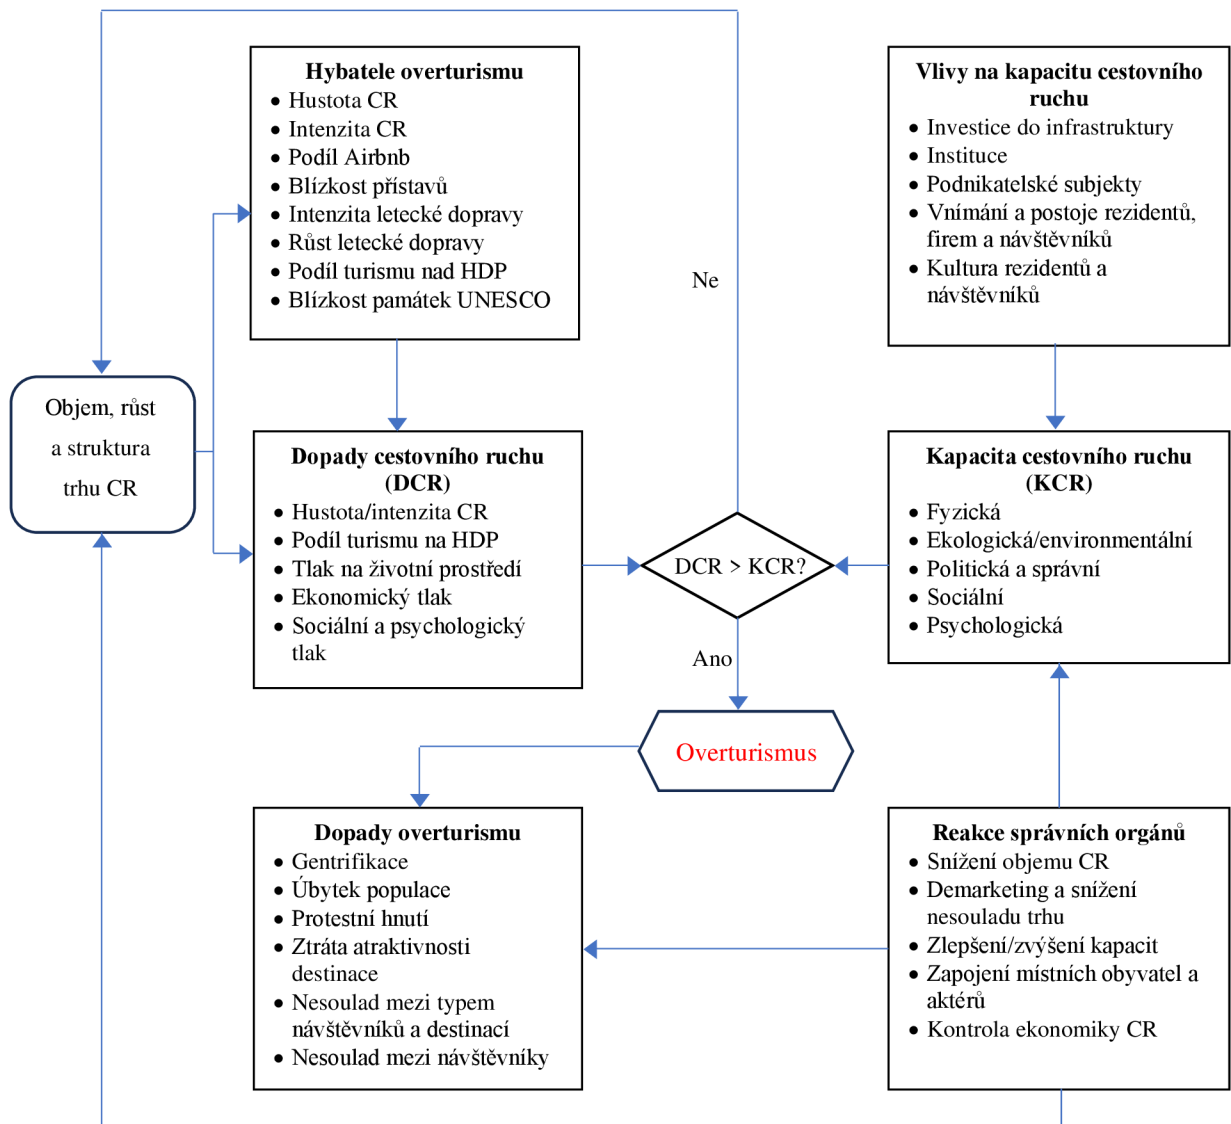 Hybatele overturismu
• Hustota CR
• Intenzita CR
• Podíl Airbnb
• Blízkost přístavů
• Intenzita letecké dopravy
• Růst letecké dopravy
• Podíl turismu nad HDP
• Blízkost památek UNESCO
Vlivy na kapacitu cestovního
ruchu
• Investice do infrastruktury
• Instituce
• Podnikatelské subjekty
• Vnímání a postoje rezidentů,
firem a návštěvníků
• Kultura rezidentů a
návštěvníků
Ne
Objem, růst
a struktura
trhu CR
Dopady cestovního ruchu
(DCR)
• Hustota/intenzita CR
• Podíl turismu na HDP
• Tlak na životní prostředí
• Ekonomický tlak
• Sociální a psychologický
tlak
DCR > KCR?
Kapacita cestovního ruchu
(KCR)
• Fyzická
• Ekologická/environmentální
• Politická a správní
• Sociální
• Psychologická
Ano
Overturismus
Dopady overturismu
• Gentrifikace
• Úbytek populace
• Protestní hnutí
• Ztráta atraktivnosti
destinace
• Nesoulad mezi typem
návštěvníků a destinací
• Nesoulad mezi návštěvníky
Reakce správních orgánů
• Snížení objemu CR
• Demarketing a snížení
nesouladu trhu
• Zlepšení/zvýšení kapacit
• Zapojení místních obyvatel a
aktérů
• Kontrola ekonomiky CR